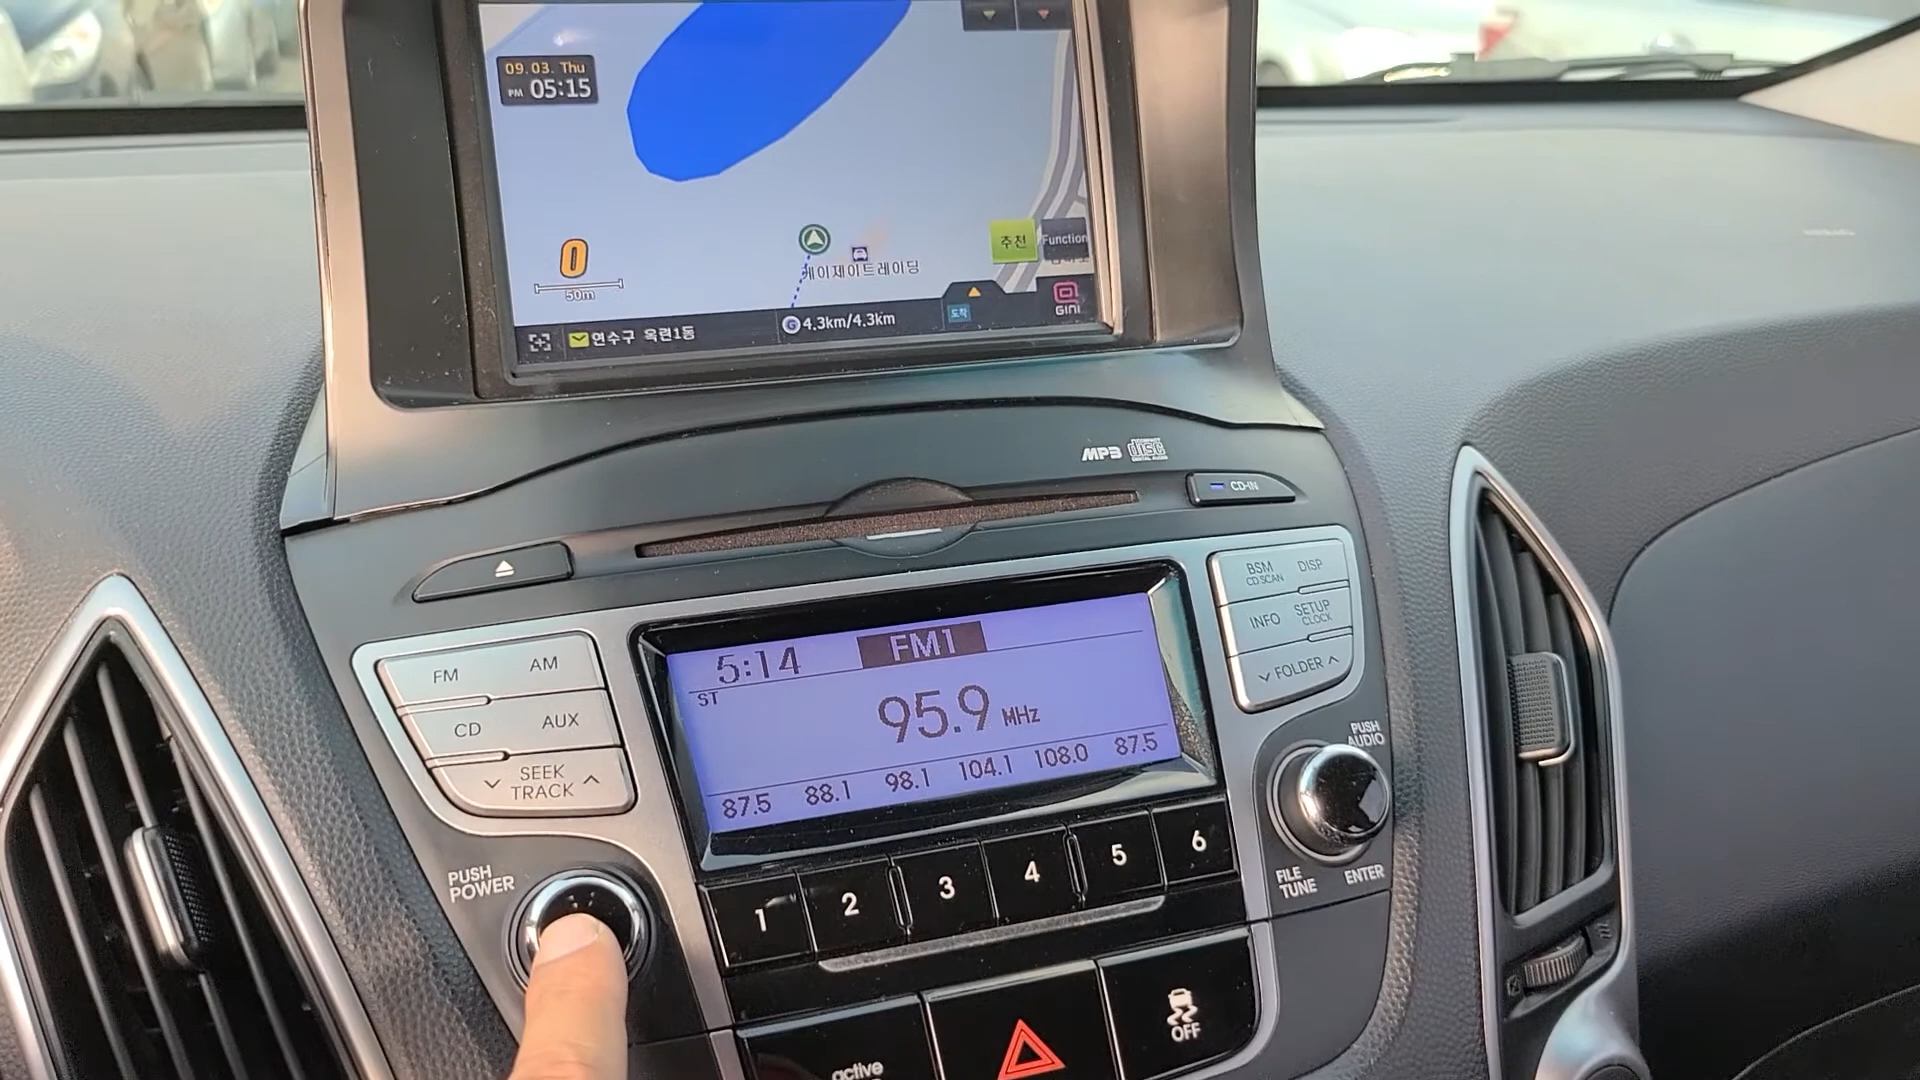 09. 03. Thu
PM 05:15
0
50m
추천
Function
케이제이트레이딩
연수구 옥련1동
G 4.3km/4.3km
도착
GINI
MP3
COMPACT disc DIGITAL AUDIO
CD-IN
BSM
CD SCAN
DISP
INFO
SETUP
CLOCK
FOLDER
FM
AM
CD
AUX
SEEK
TRACK
5:14
FM1
ST
95.9 MHz
87.5 88.1 98.1 104.1 108.0 87.5
PUSH
POWER
PUSH
AUDIO
FILE
TUNE
ENTER
1 2 3 4 5 6
active
OFF